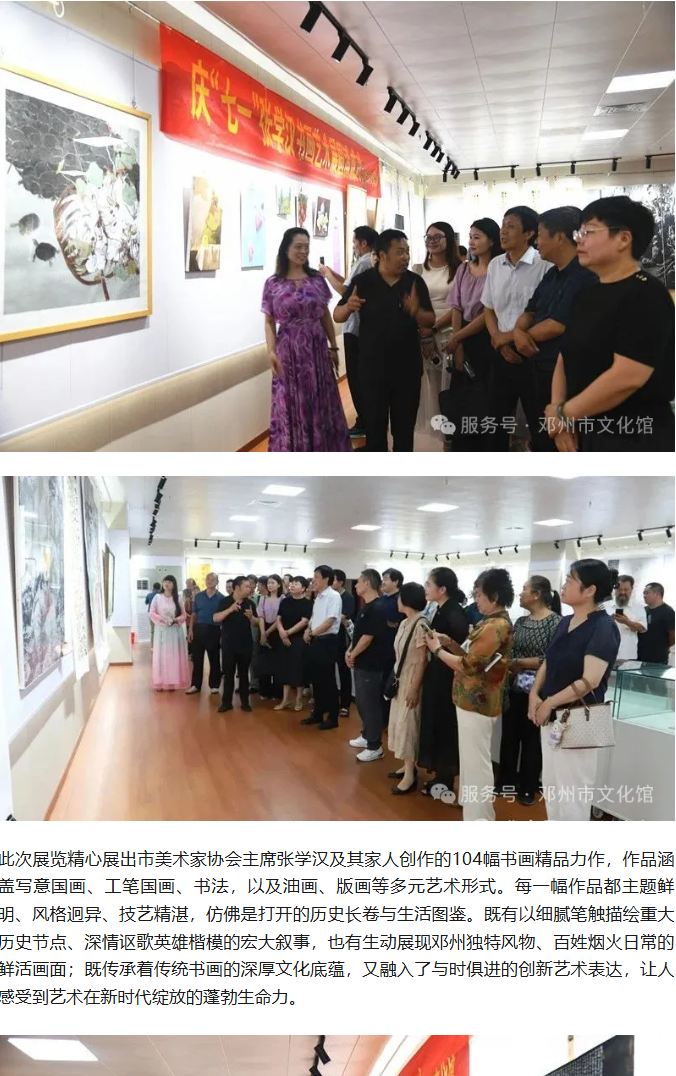 庆“七一”张学汉书画艺术
服务号·邓州市文化馆
服务号·邓州市文化馆
此次展览精心展出市美术家协会主席张学汉及其家人创作的104幅书画精品力作，作品涵
盖写意国画、工笔国画、书法，以及油画、版画等多元艺术形式。每一幅作品都主题鲜
明、风格迥异、技艺精湛，仿佛是打开的历史长卷与生活图鉴。既有以细腻笔触描绘重大
历史节点、深情讴歌英雄楷模的宏大叙事，也有生动展现邓州独特风物、百姓烟火日常的
鲜活画面；既传承着传统书画的深厚文化底蕴，又融入了与时俱进的创新艺术表达，让人
感受到艺术在新时代绽放的蓬勃生命力。